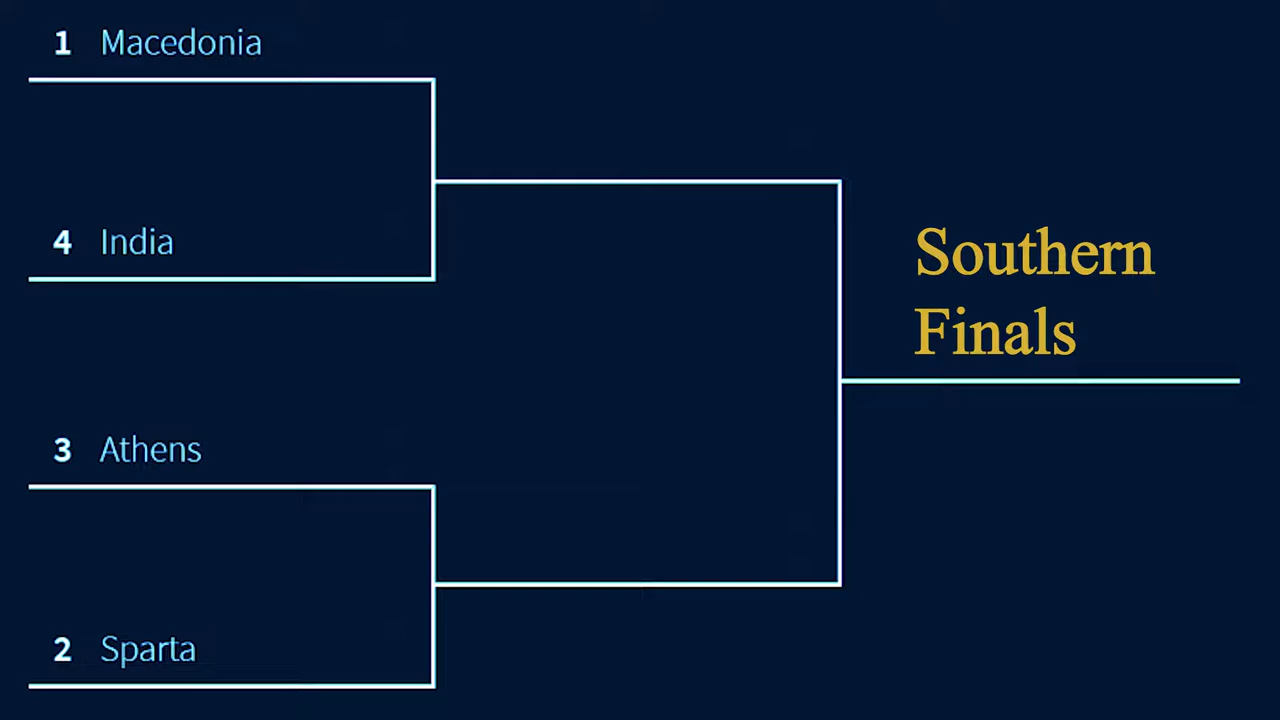 1 Macedonia
4 India
Southern
Finals
3 Athens
2 Sparta